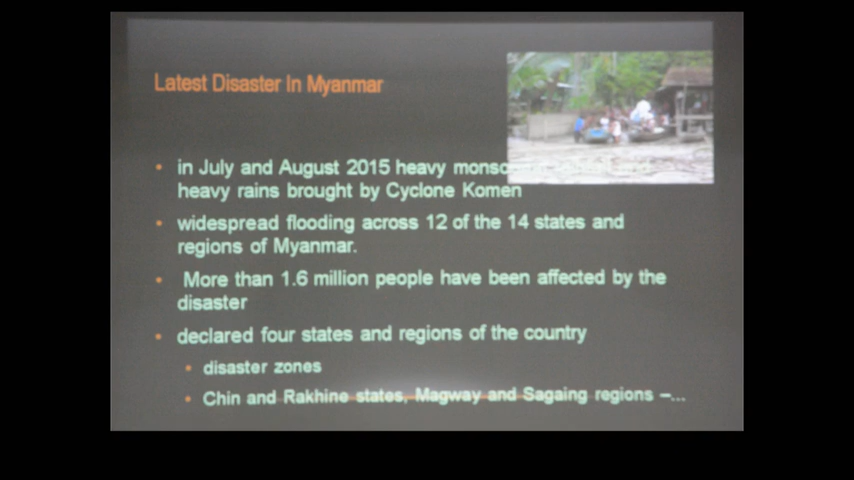 Latest Disaster In Myanmar
• in July and August 2015 heavy
heavy rains brought by Cyclone Komen
• widespread flooding across 12 of the 14 states and
regions of Myanmar.
• More than 1.6 million people have been affected by the
disaster
• declared four states and regions of the country
• disaster zones
• Chin and Rakhine states, Magway and Sagaing regions –...